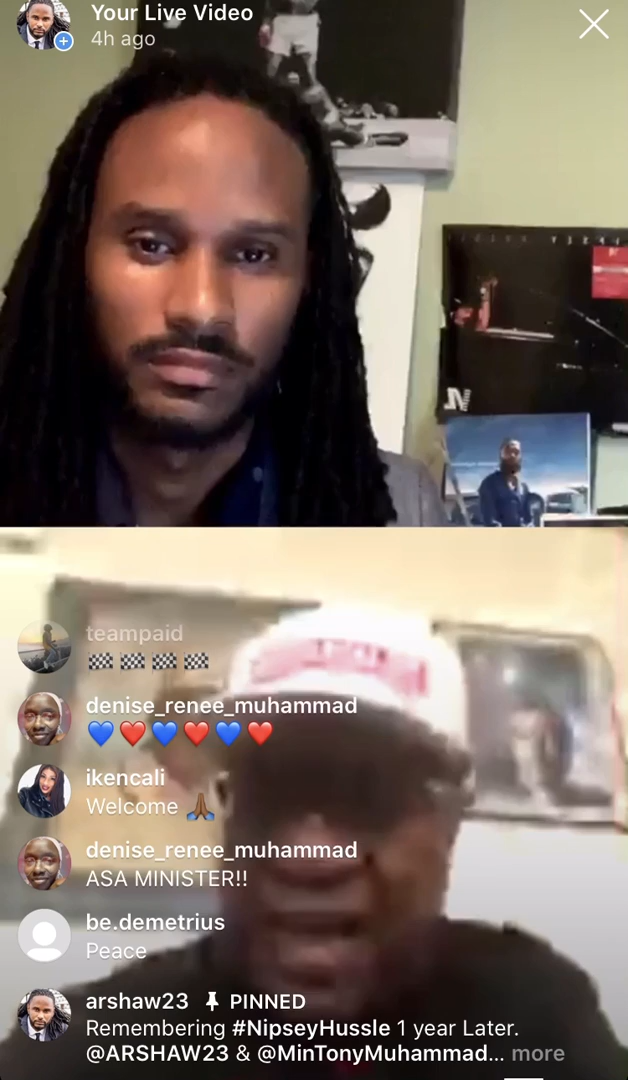 Your Live Video
4h ago
teampaid
🏁 🏁 🏁 🏁
denise_renee_muhammad
💙❤️💙❤️💙❤️
ikencali
Welcome 🙏🏾
denise_renee_muhammad
ASA MINISTER!!
be.demetrius
Peace
arshaw23 📌 PINNED
Remembering #NipseyHussle 1 year Later.
@ARSHAW23 & @MinTonyMuhammad... more